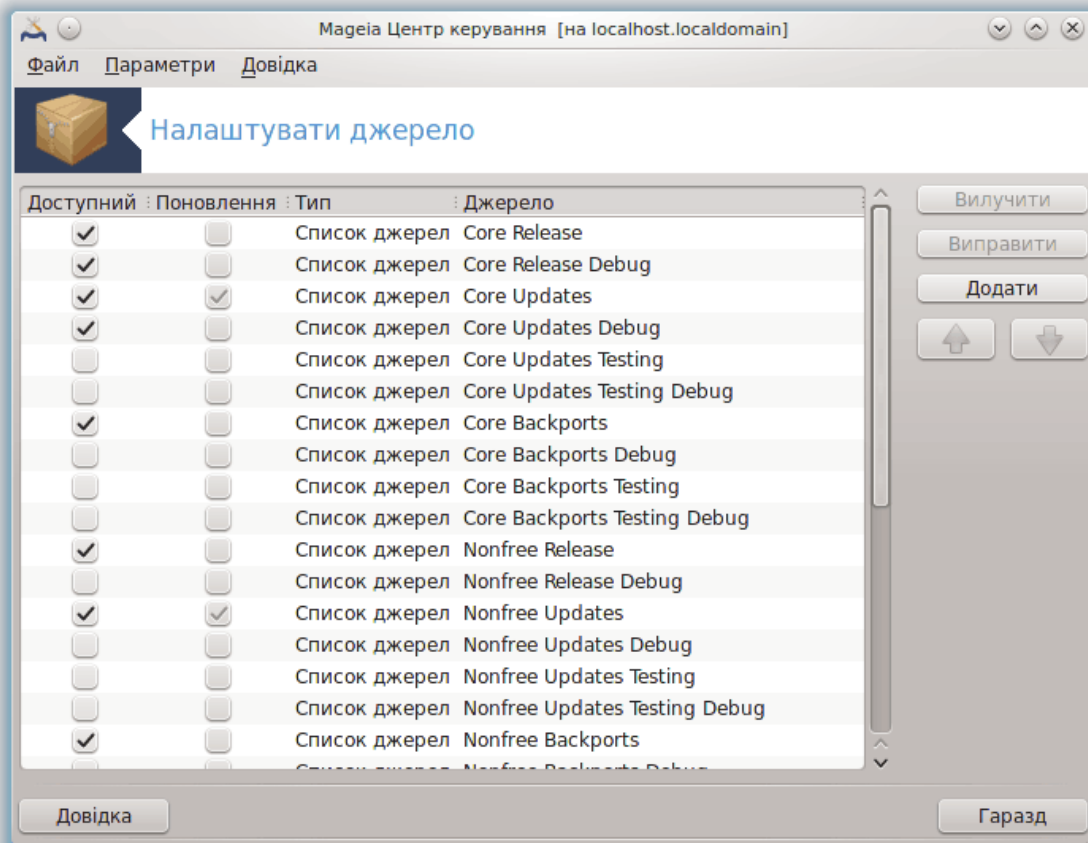 Mageia Центр керування [на localhost.localdomain]
Файл Параметри Довідка
Налаштувати джерело
Доступний Поновлення Тип Джерело
Список джерел Core Release
Список джерел Core Release Debug
Список джерел Core Updates
Список джерел Core Updates Debug
Список джерел Core Updates Testing
Список джерел Core Updates Testing Debug
Список джерел Core Backports
Список джерел Core Backports Debug
Список джерел Core Backports Testing
Список джерел Core Backports Testing Debug
Список джерел Nonfree Release
Список джерел Nonfree Release Debug
Список джерел Nonfree Updates
Список джерел Nonfree Updates Debug
Список джерел Nonfree Updates Testing
Список джерел Nonfree Updates Testing Debug
Список джерел Nonfree Backports
Список джерел Nonfree Backports Debug
Вилучити
Виправити
Додати
Довідка
Гаразд